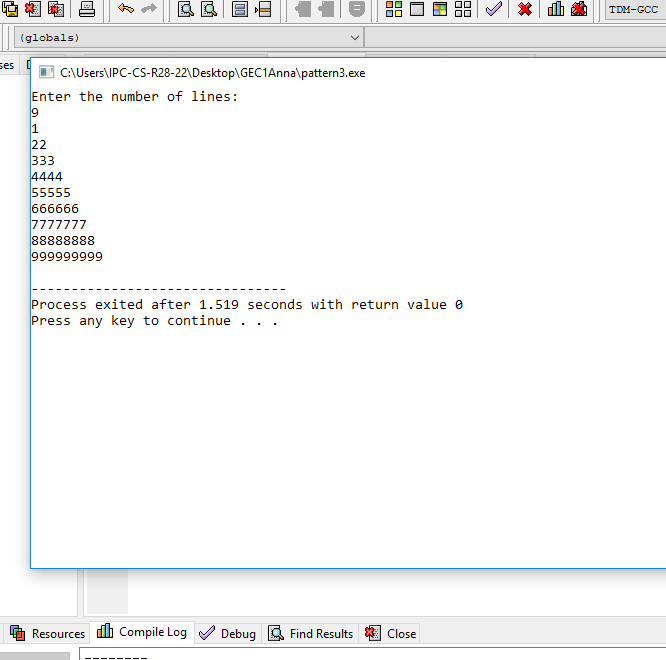 TDM-GCC
(globals)
ses
C:\Users\IPC-CS-R28-22\Desktop\GEC1Anna\pattern3.exe
Enter the number of lines:
9
1
22
333
4444
55555
666666
7777777
88888888
999999999
--------------------------------
Process exited after 1.519 seconds with return value 0
Press any key to continue . . .
Resources
Compile Log
Debug
Find Results
Close
--------